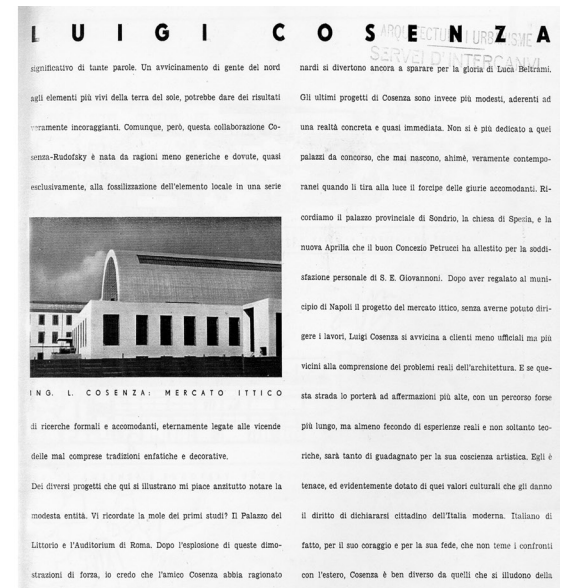 LUIGI COSENZA
ARQUITECTURA I URBANISME
SERVEI D'INTERCANVI
significativo di tante parole. Un avvicinamento di gente del nord
agli elementi più vivi della terra del sole, potrebbe dare dei risultati
veramente incoraggianti. Comunque, però, questa collaborazione Co-
senza-Rudofsky è nata da ragioni meno generiche e dovute, quasi
esclusivamente, alla fossilizzazione dell'elemento locale in una serie
ING. L. COSENZA: MERCATO ITTICO
di ricerche formali e accomodanti, eternamente legate alle vicende
delle mal comprese tradizioni enfatiche e decorative.
Dei diversi progetti che qui si illustrano mi piace anzitutto notare la
modesta entità. Vi ricordate la mole dei primi studi? Il Palazzo del
Littorio e l'Auditorium di Roma. Dopo l'esplosione di queste dimo-
strazioni di forza, io credo che l'amico Cosenza abbia ragionato
nardi si divertono ancora a sparare per la gloria di Luca Beltrami.
Gli ultimi progetti di Cosenza sono invece più modesti, aderenti ad
una realtà concreta e quasi immediata. Non si è più dedicato a quei
palazzi da concorso, che mai nascono, ahimè, veramente contempo-
ranei quando li tira alla luce il forcipe delle giurie accomodanti. Ri-
cordiamo il palazzo provinciale di Sondrio, la chiesa di Spezia, e la
nuova Aprilia che il buon Concezio Petrucci ha allestito per la soddi-
sfazione personale di S. E. Giovannoni. Dopo aver regalato al muni-
cipio di Napoli il progetto del mercato ittico, senza averne potuto diri-
gere i lavori, Luigi Cosenza si avvicina a clienti meno ufficiali ma più
vicini alla comprensione dei problemi reali dell'architettura. E se que-
sta strada lo porterà ad affermazioni più alte, con un percorso forse
più lungo, ma almeno fecondo di esperienze reali e non soltanto teo-
riche, sarà tanto di guadagnato per la sua coscienza artistica. Egli è
tenace, ed evidentemente dotato di quei valori culturali che gli danno
il diritto di dichiararsi cittadino dell'Italia moderna. Italiano di
fatto, per il suo coraggio e per la sua fede, che non teme i confronti
con l'estero, Cosenza è ben diverso da quelli che si illudono della